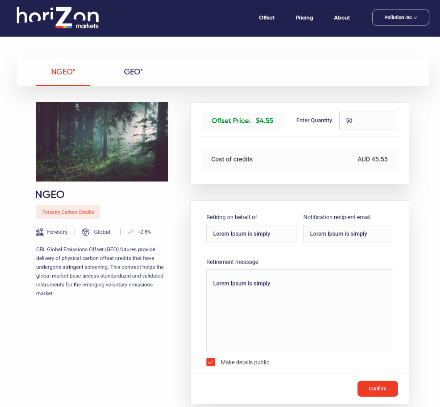 horiZon
markets
Offset
Pricing
About
Pollution Inc
NGEO*
GEO*
NGEO
Forestry Carbon Credits
Forestry
Global
+2.8%
CBL Global Emissions Offset (GEO) futures provide
delivery of physical carbon offset credits that have
undergone stringent screening. This contract helps the
global market base access standardized and validated
instruments for the emerging voluntary emissions
market.
Offset Price: $4.55
Enter Quantity
50
Cost of credits
AUD 45.55
Retiring on behalf of
Notification recipient email
Lorem Ipsum is simply
Lorem Ipsum is simply
Retirement message
Lorem Ipsum is simply
Make details public
Confirm